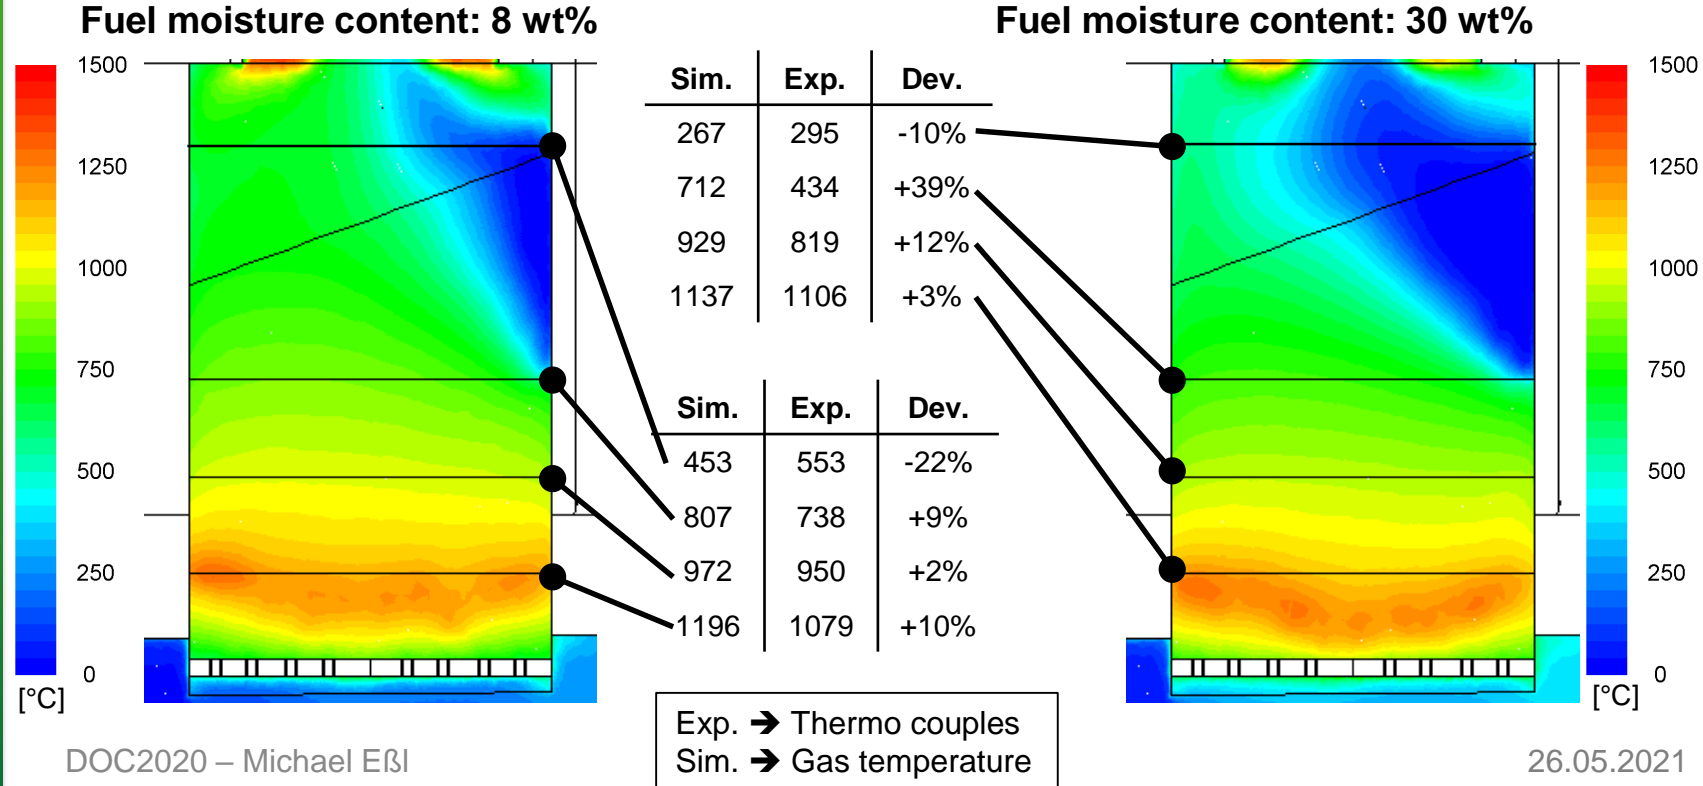 Fuel moisture content: 8 wt%
Fuel moisture content: 30 wt%
1500
1250
1000
750
500
250
0
[°C]
Sim. Exp. Dev.
267 295 -10%
712 434 +39%
929 819 +12%
1137 1106 +3%
Sim. Exp. Dev.
453 553 -22%
807 738 +9%
972 950 +2%
1196 1079 +10%
1500
1250
1000
750
500
250
0
[°C]
Exp. ➔ Thermo couples
Sim. ➔ Gas temperature
DOC2020 – Michael Eßl
26.05.2021